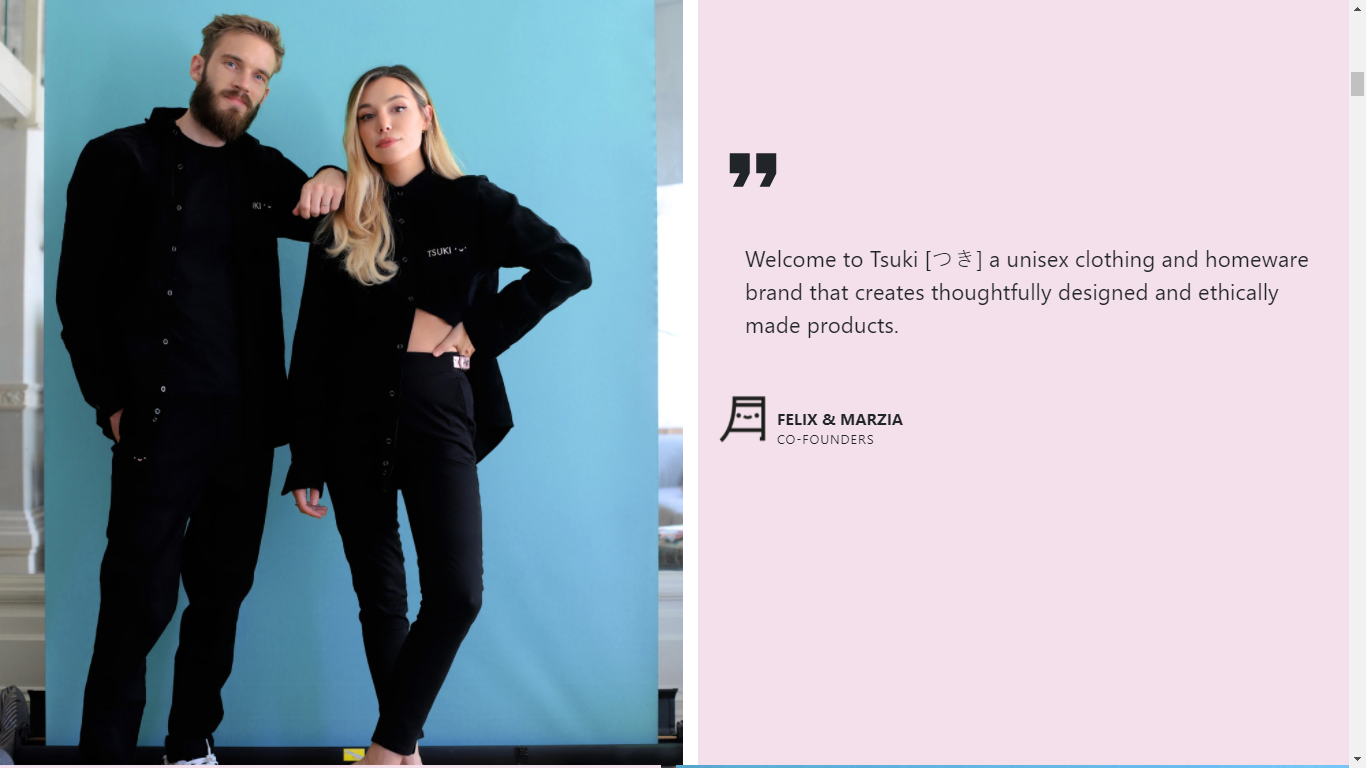 IKI
TSUKI
Welcome to Tsuki [つき] a unisex clothing and homeware
brand that creates thoughtfully designed and ethically
made products.
FELIX & MARZIA
CO-FOUNDERS